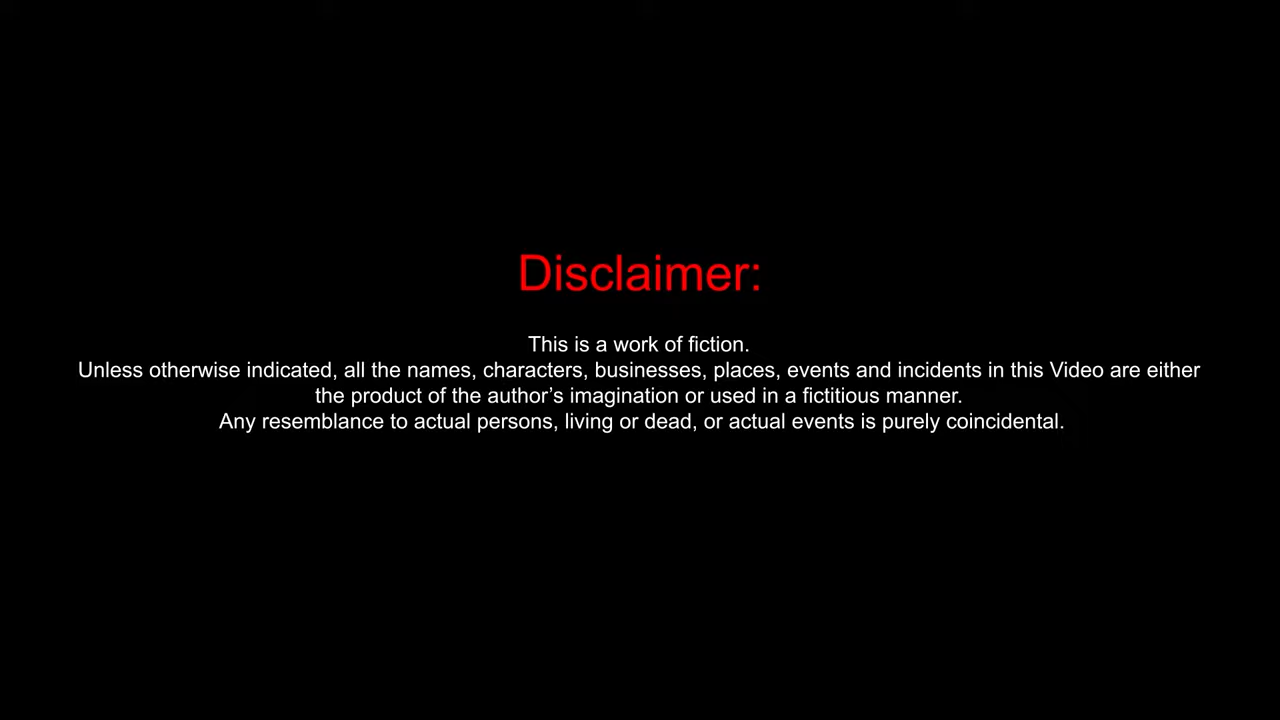 Disclaimer:
This is a work of fiction.
Unless otherwise indicated, all the names, characters, businesses, places, events and incidents in this Video are either
the product of the author’s imagination or used in a fictitious manner.
Any resemblance to actual persons, living or dead, or actual events is purely coincidental.